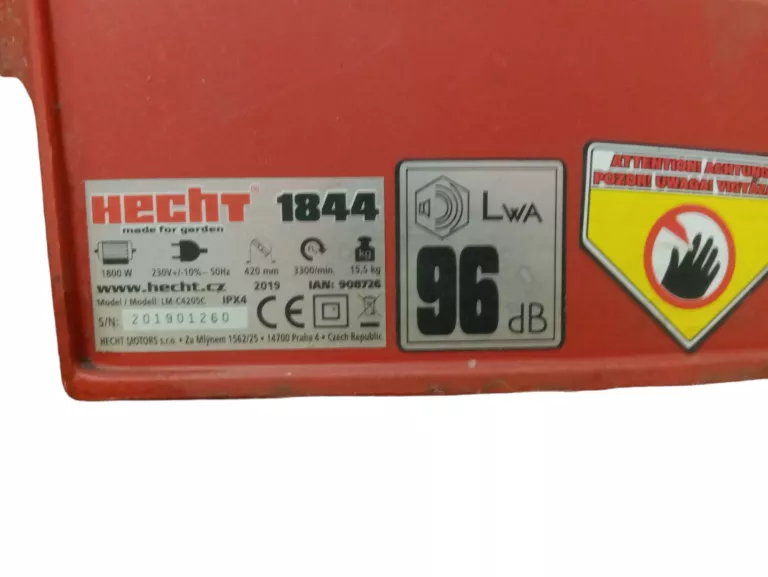 HECHT® 1844
made for garden
kg
1800 W 230V+/-10%~ 50Hz 420 mm 3300/min. 15,5 kg
www.hecht.cz 2019 IAN: 908726
Model / Modell: LM-C4205C IPX4
S/N: 201901260 CE
HECHT MOTORS s.r.o. • Za Mlýnem 1562/25 • 14700 Praha 4 • Czech Republic
LWA
96
dB
ATTENTION! ACHTUNG
POZOR! UWAGA!